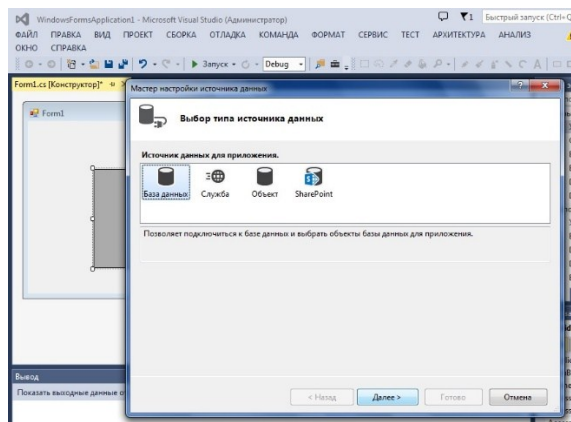 WindowsFormsApplication1 - Microsoft Visual Studio (Администратор)
1
Быстрый запуск (Ctrl+Q
ФАЙЛ ПРАВКА ВИД ПРОЕКТ СБОРКА ОТЛАДКА КОМАНДА ФОРМАТ СЕРВИС ТЕСТ АРХИТЕКТУРА АНАЛИЗ
ОКНО СПРАВКА
Запуск Debug
Form1.cs [Конструктор]*
Мастер настройки источника данных
Form1
Выбор типа источника данных
Источник данных для приложения.
База данных Служба Объект SharePoint
Позволяет подключиться к базе данных и выбрать объекты базы данных для приложения.
Вывод
Показать выходные данные о
< Назад Далее > Готово Отмена